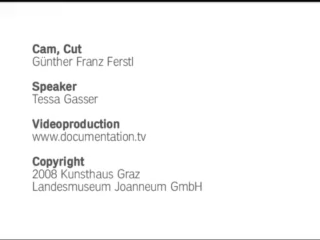 Cam, Cut
Günther Franz Ferstl
Speaker
Tessa Gasser
Videoproduction
www.documentation.tv
Copyright
2008 Kunsthaus Graz
Landesmuseum Joanneum GmbH